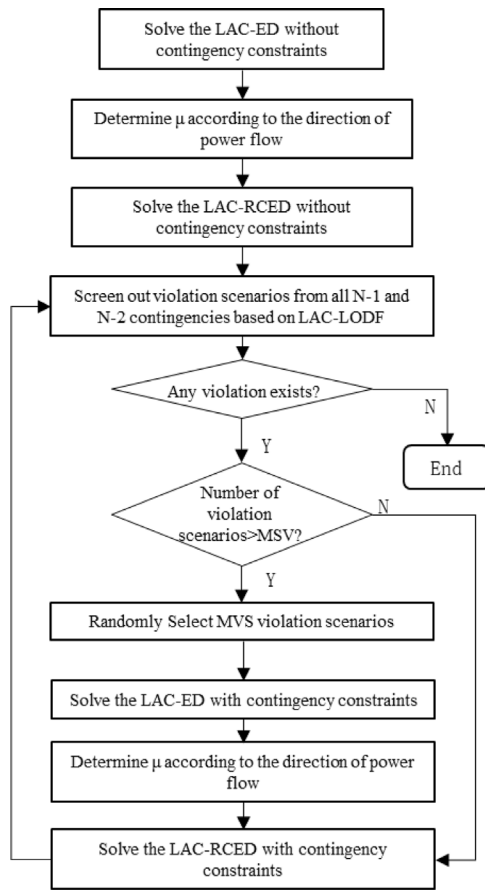 Solve the LAC-ED without
contingency constraints
Determine μ according to the direction of
power flow
Solve the LAC-RCED without
contingency constraints
Screen out violation scenarios from all N-1 and
N-2 contingencies based on LAC-LODF
Any violation exists?
N
Y
End
Number of
violation
scenarios>MSV?
N
Y
Randomly Select MVS violation scenarios
Solve the LAC-ED with contingency constraints
Determine μ according to the direction of power
flow
Solve the LAC-RCED with contingency
constraints